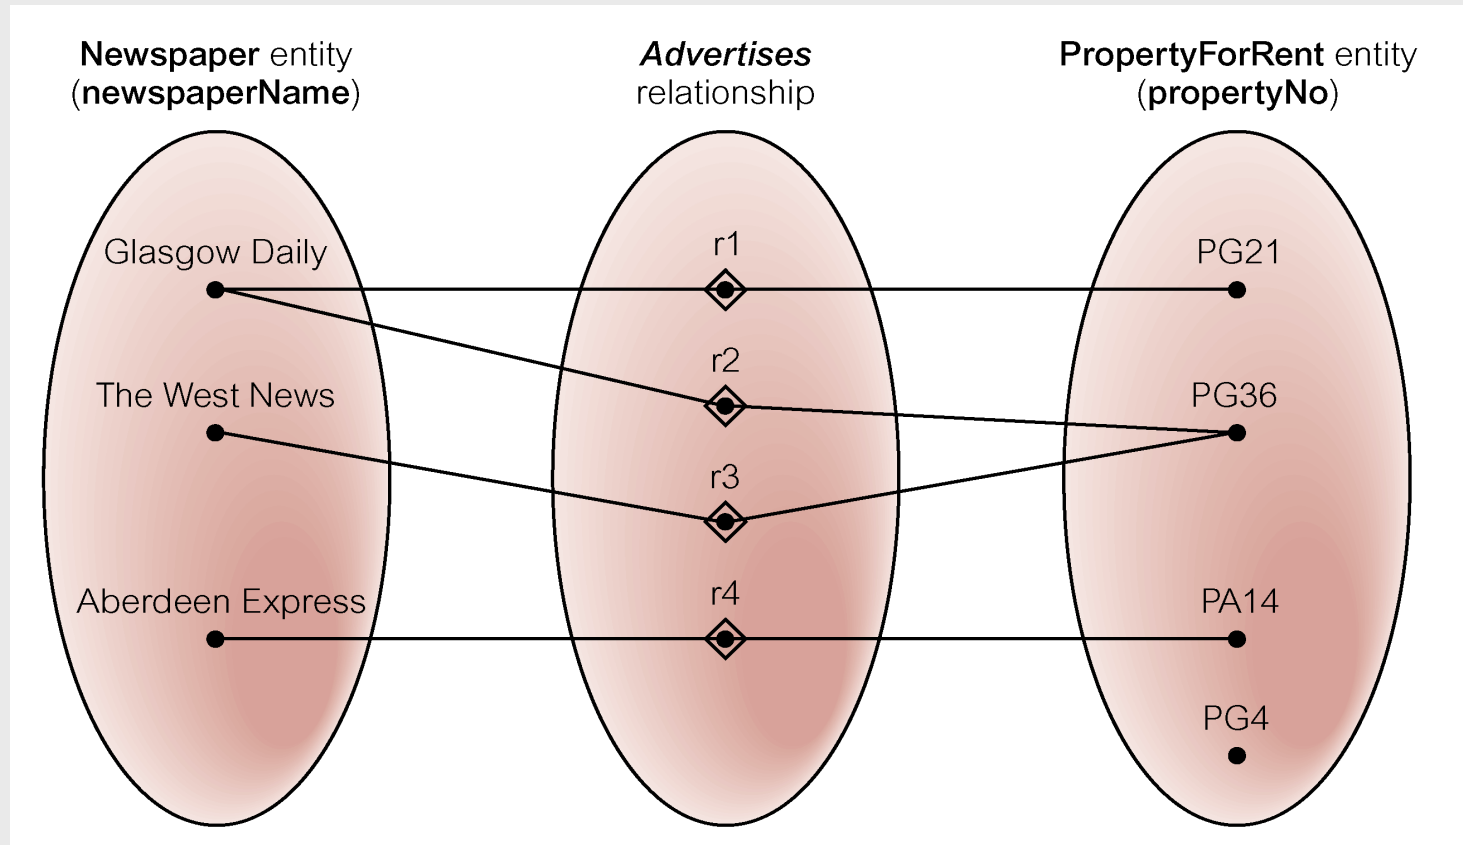 Newspaper entity
(newspaperName)
Advertises
relationship
PropertyForRent entity
(propertyNo)
Glasgow Daily
The West News
Aberdeen Express
r1
r2
r3
r4
PG21
PG36
PA14
PG4